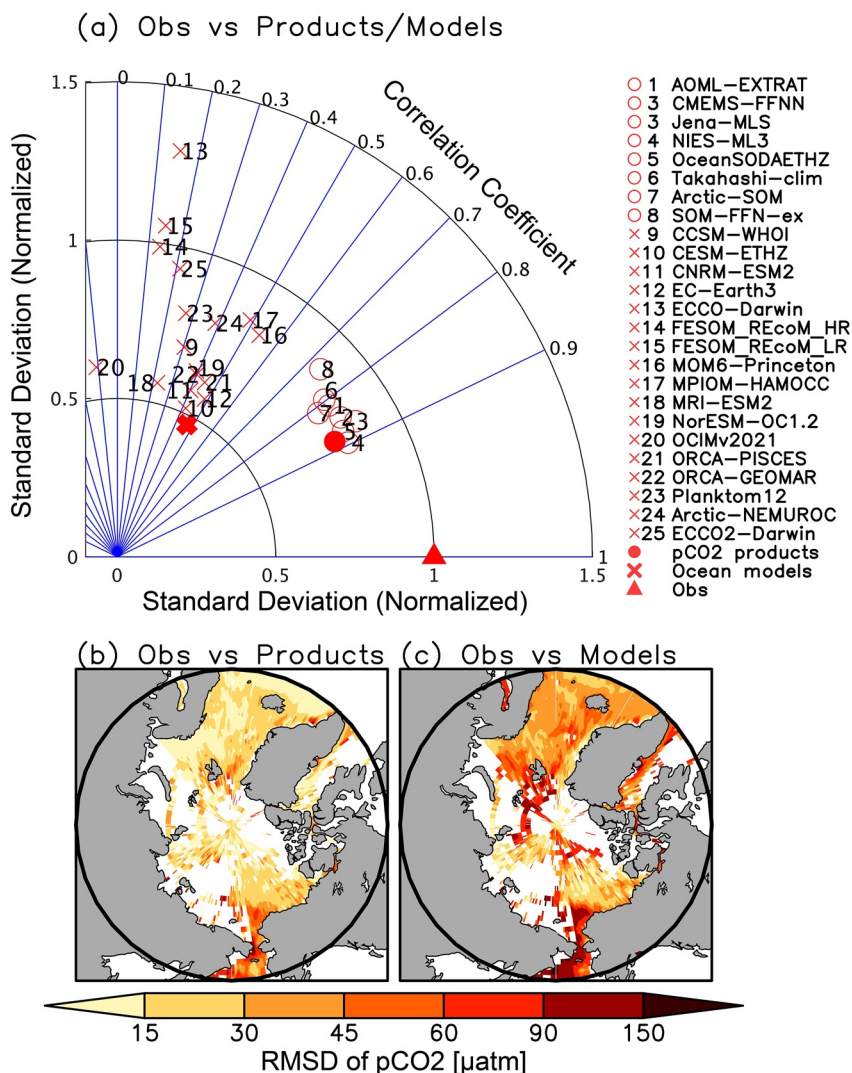 (a) Obs vs Products/Models
Standard Deviation (Normalized)
1.5
1
0.5
0
0
0.1
0.2
0.3
0.4
0.5
0.6
0.7
0.8
0.9
1
Correlation Coefficient
13
15
14
25
23
24
17
16
9
20
19
22
18
21
11
12
10
8
6
1
7
2
3
5
4
0
0.5
1
1.5
Standard Deviation (Normalized)
1 AOML-EXTRAT
3 CMEMS-FFNN
3 Jena-MLS
4 NIES-ML3
5 OceanSODAETHZ
6 Takahashi-clim
7 Arctic-SOM
8 SOM-FFN-ex
9 CCSM-WHOI
10 CESM-ETHZ
11 CNRM-ESM2
12 EC-Earth3
13 ECCO-Darwin
14 FESOM_REcoM_HR
15 FESOM_REcoM_LR
16 MOM6-Princeton
17 MPIOM-HAMOCC
18 MRI-ESM2
19 NorESM-OC1.2
20 OCIMv2021
21 ORCA-PISCES
22 ORCA-GEOMAR
23 Planktom12
24 Arctic-NEMUROC
25 ECCO2-Darwin
pCO2 products
Ocean models
Obs
(b) Obs vs Products
(c) Obs vs Models
15 30 45 60 90 150
RMSD of pCO2 [µatm]